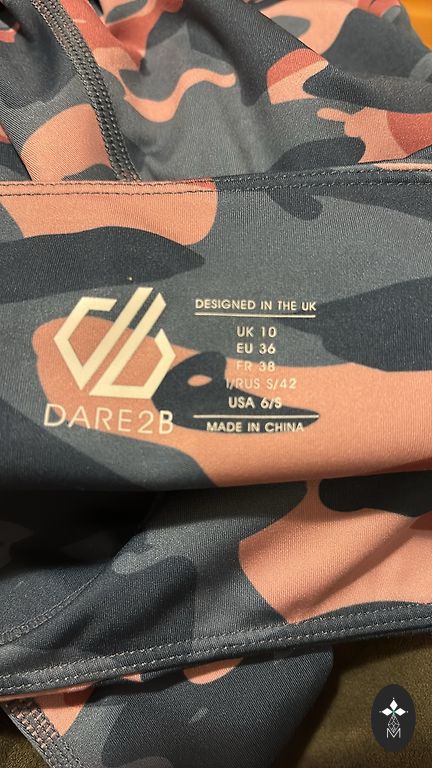 DESIGNED IN THE UK
UK 10
EU 36
FR 38
I/RUS S/42
USA 6/S
MADE IN CHINA
DARE2B